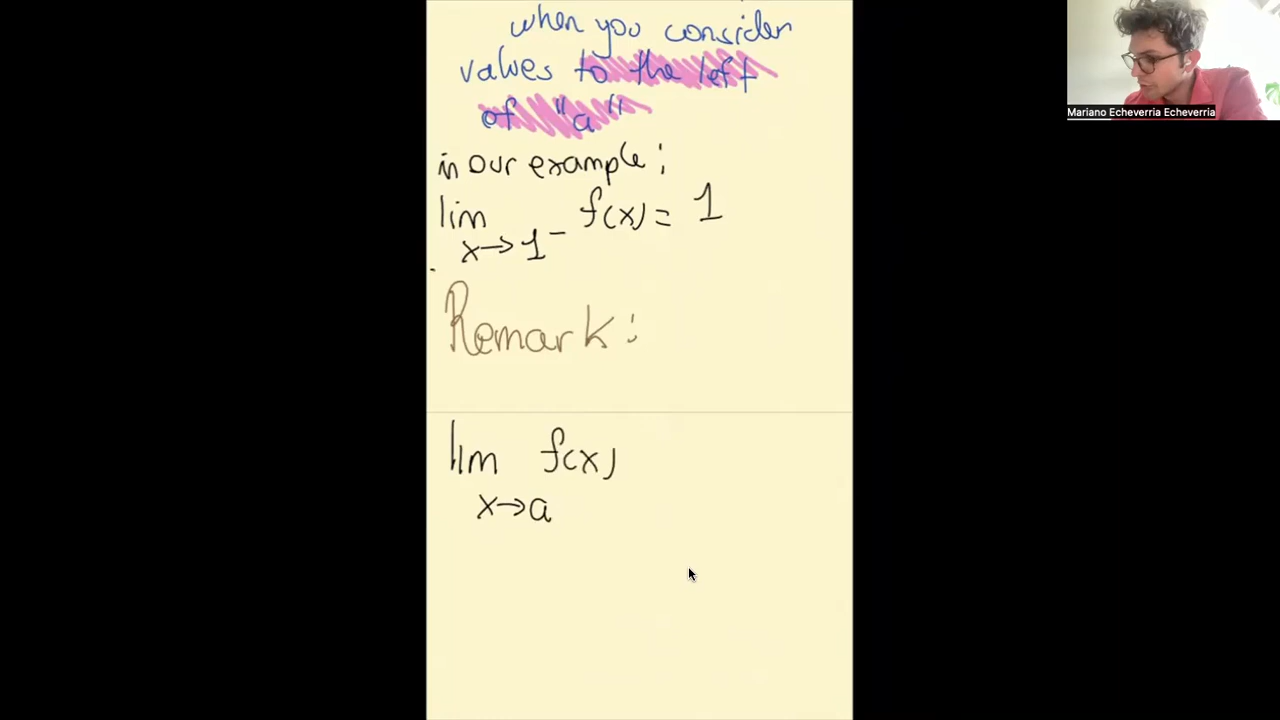 when you consider
values to the left
of "a"
in our example:
lim f(x) = 1
x→1⁻
Remark:
lim f(x)
x→a
Mariano Echeverria Echeverria